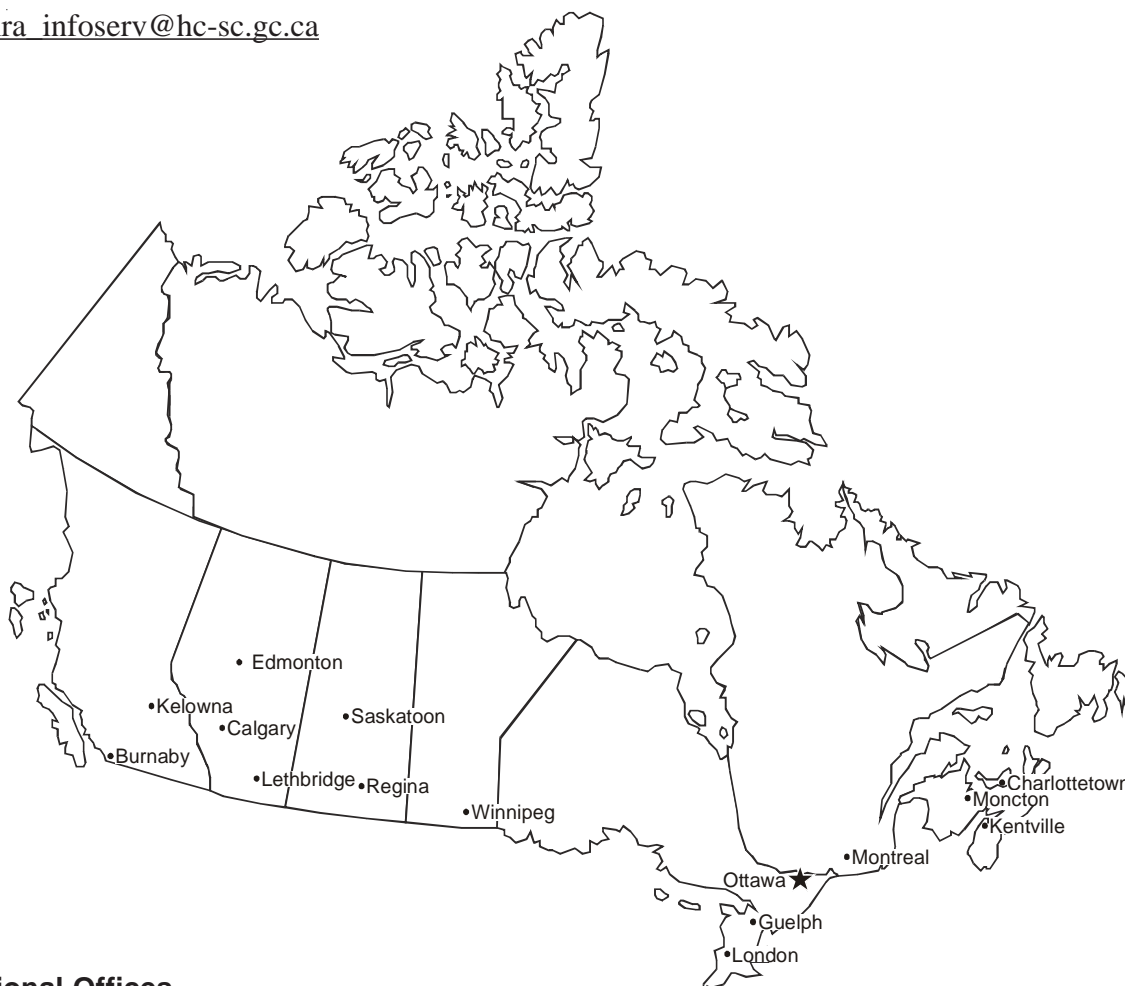 ra_infoserv@hc-sc.gc.ca
Edmonton
Kelowna
Saskatoon
Calgary
Burnaby
Lethbridge
Regina
Charlottetown
Moncton
Winnipeg
Kentville
Montreal
Ottawa
Guelph
London
ional Offices